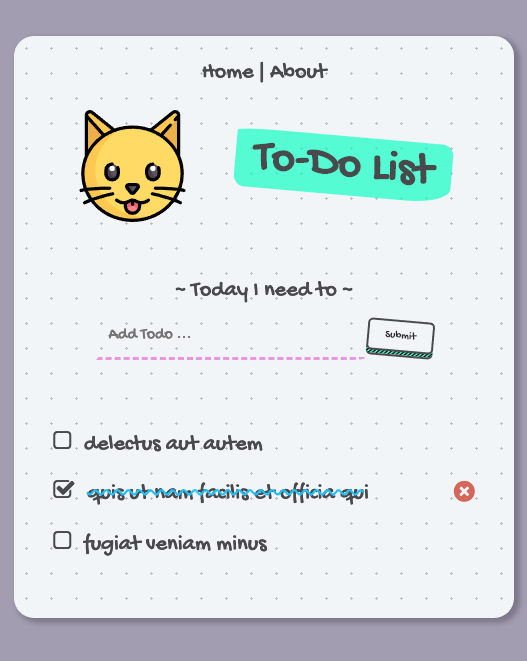 Home | About
To-Do List
~ Today I need to ~
Add Todo ...
Submit
delectus aut autem
quis ut nam facilis et officia qui
fugiat veniam minus